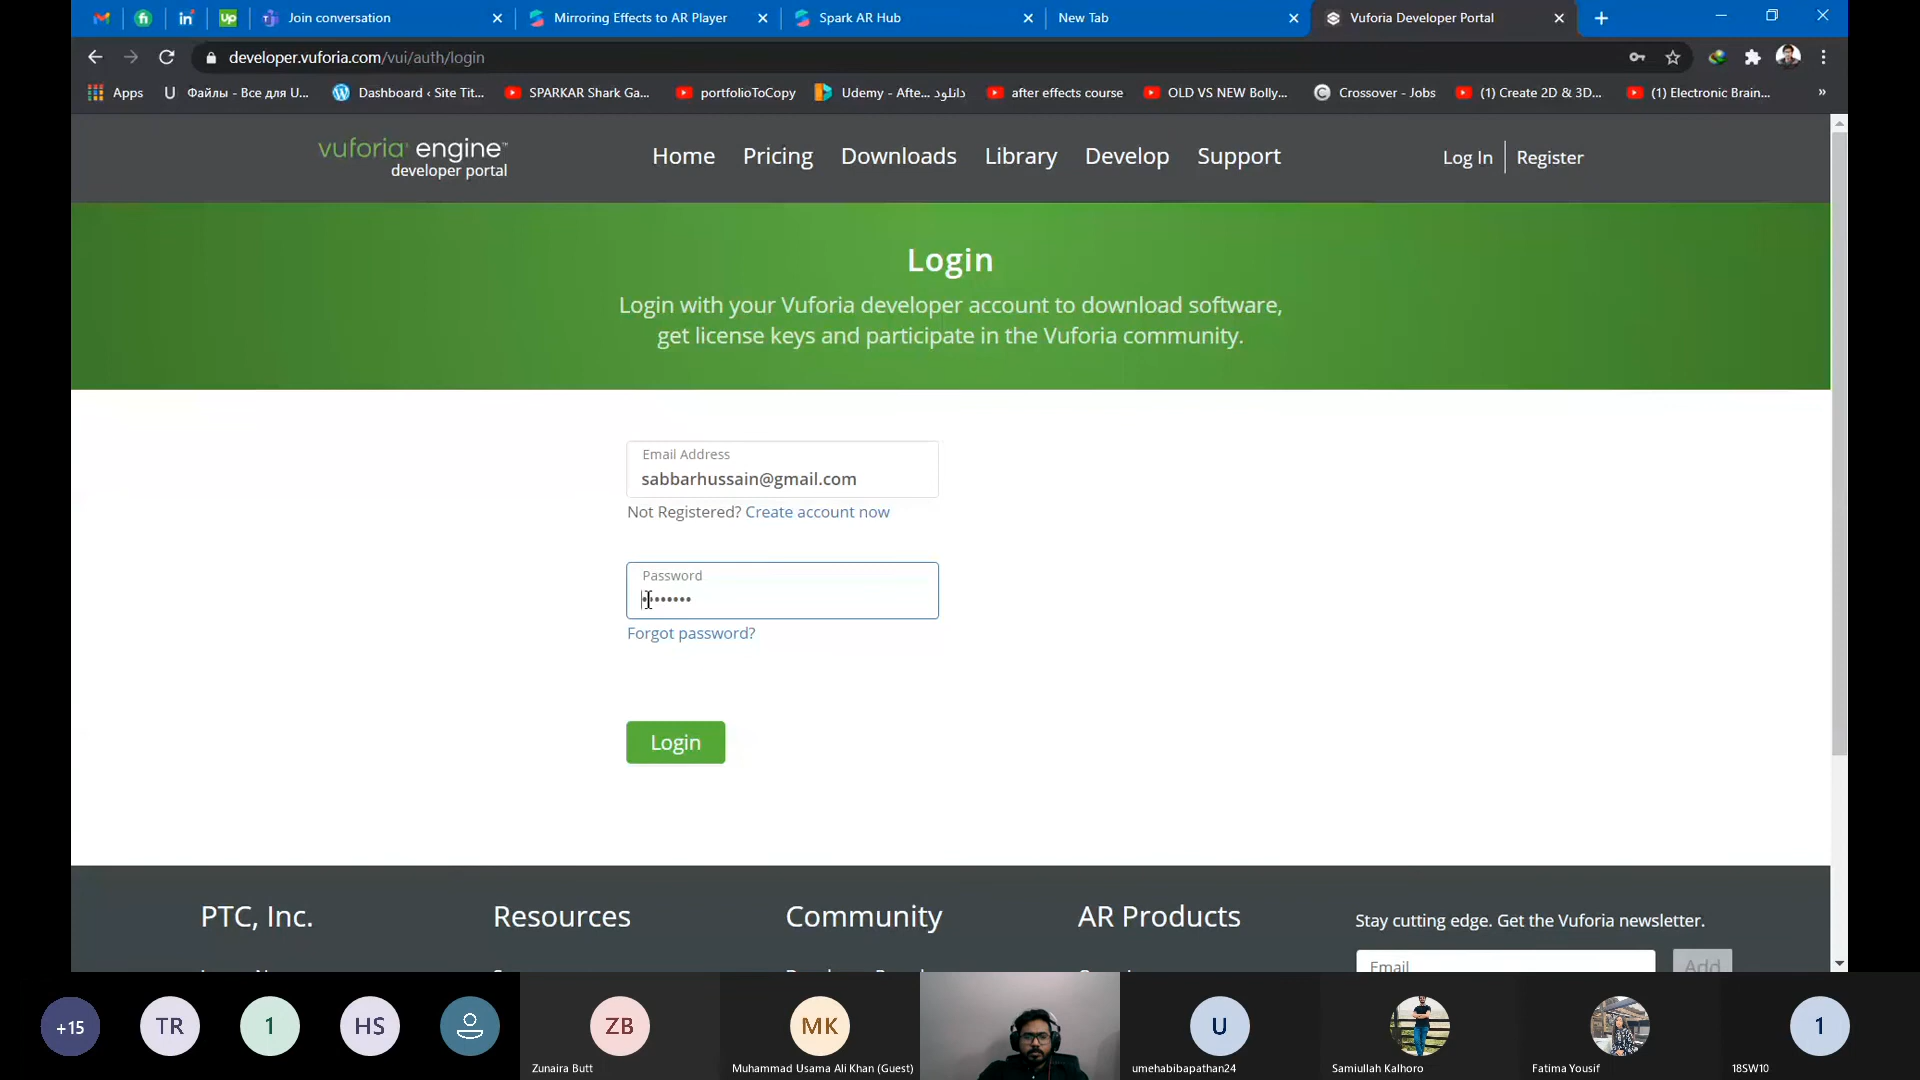 Join conversation
Mirroring Effects to AR Player
Spark AR Hub
New Tab
Vuforia Developer Portal
developer.vuforia.com/vui/auth/login
Apps
Файлы - Все для U...
Dashboard ‹ Site Tit...
SPARKAR Shark Ga...
portfolioToCopy
Udemy - Afte... دانلود
after effects course
OLD VS NEW Bolly...
Crossover - Jobs
(1) Create 2D & 3D...
(1) Electronic Brain...
»
vuforia engine™
developer portal
Home
Pricing
Downloads
Library
Develop
Support
Log In
Register
Login
Login with your Vuforia developer account to download software,
get license keys and participate in the Vuforia community.
Email Address
sabbarhussain@gmail.com
Not Registered? Create account now
Password
Forgot password?
Login
PTC, Inc.
Resources
Community
AR Products
Stay cutting edge. Get the Vuforia newsletter.
Email
Add
+15
TR
1
HS
ZB
Zunaira Butt
MK
Muhammad Usama Ali Khan (Guest)
U
umehabibapathan24
Samiullah Kalhoro
Fatima Yousif
1
18SW10